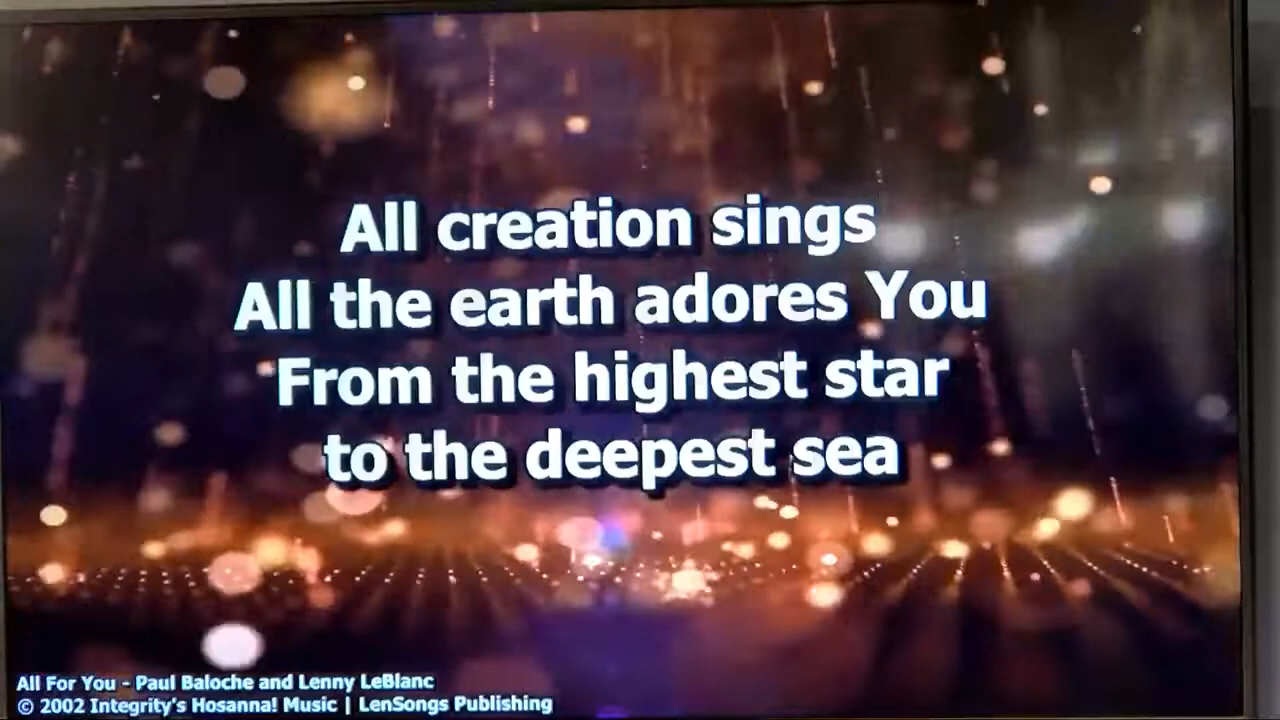 All creation sings
All the earth adores You
From the highest star
to the deepest sea
All For You - Paul Baloche and Lenny LeBlanc
© 2002 Integrity's Hosanna! Music | LenSongs Publishing